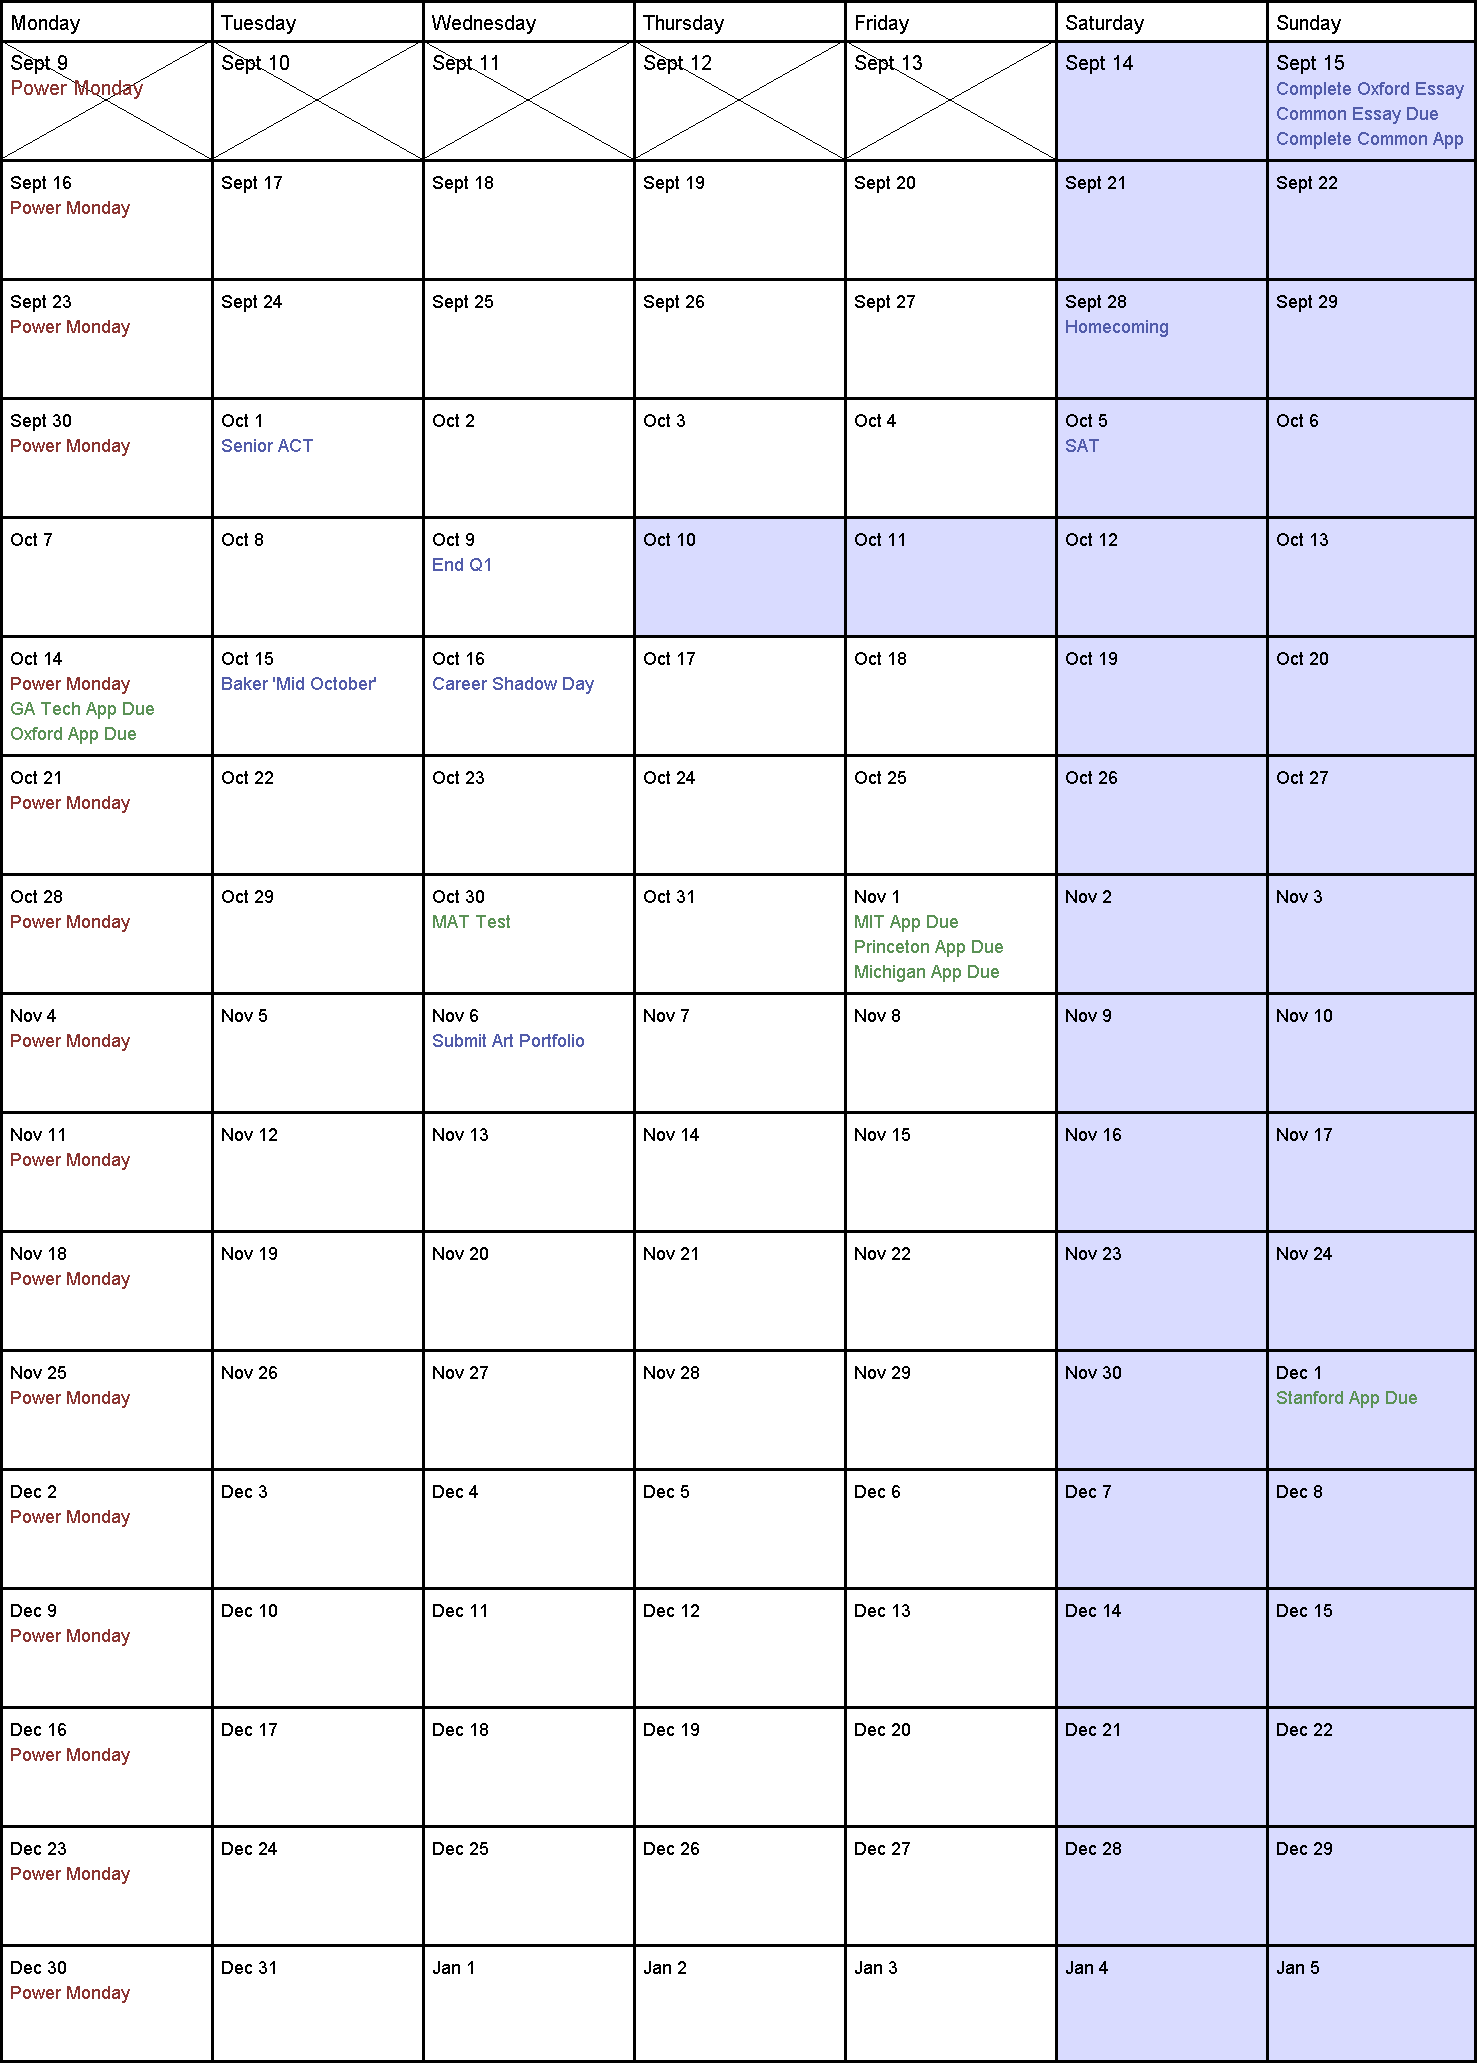 Monday
Tuesday
Wednesday
Thursday
Friday
Saturday
Sunday
Sept 9
Power Monday
Sept 10
Sept 11
Sept 12
Sept 13
Sept 14
Sept 15
Complete Oxford Essay
Common Essay Due
Complete Common App
Sept 16
Power Monday
Sept 17
Sept 18
Sept 19
Sept 20
Sept 21
Sept 22
Sept 23
Power Monday
Sept 24
Sept 25
Sept 26
Sept 27
Sept 28
Homecoming
Sept 29
Sept 30
Power Monday
Oct 1
Senior ACT
Oct 2
Oct 3
Oct 4
Oct 5
SAT
Oct 6
Oct 7
Oct 8
Oct 9
End Q1
Oct 10
Oct 11
Oct 12
Oct 13
Oct 14
Power Monday
GA Tech App Due
Oxford App Due
Oct 15
Baker 'Mid October'
Oct 16
Career Shadow Day
Oct 17
Oct 18
Oct 19
Oct 20
Oct 21
Power Monday
Oct 22
Oct 23
Oct 24
Oct 25
Oct 26
Oct 27
Oct 28
Power Monday
Oct 29
Oct 30
MAT Test
Oct 31
Nov 1
MIT App Due
Princeton App Due
Michigan App Due
Nov 2
Nov 3
Nov 4
Power Monday
Nov 5
Nov 6
Submit Art Portfolio
Nov 7
Nov 8
Nov 9
Nov 10
Nov 11
Power Monday
Nov 12
Nov 13
Nov 14
Nov 15
Nov 16
Nov 17
Nov 18
Power Monday
Nov 19
Nov 20
Nov 21
Nov 22
Nov 23
Nov 24
Nov 25
Power Monday
Nov 26
Nov 27
Nov 28
Nov 29
Nov 30
Dec 1
Stanford App Due
Dec 2
Power Monday
Dec 3
Dec 4
Dec 5
Dec 6
Dec 7
Dec 8
Dec 9
Power Monday
Dec 10
Dec 11
Dec 12
Dec 13
Dec 14
Dec 15
Dec 16
Power Monday
Dec 17
Dec 18
Dec 19
Dec 20
Dec 21
Dec 22
Dec 23
Power Monday
Dec 24
Dec 25
Dec 26
Dec 27
Dec 28
Dec 29
Dec 30
Power Monday
Dec 31
Jan 1
Jan 2
Jan 3
Jan 4
Jan 5